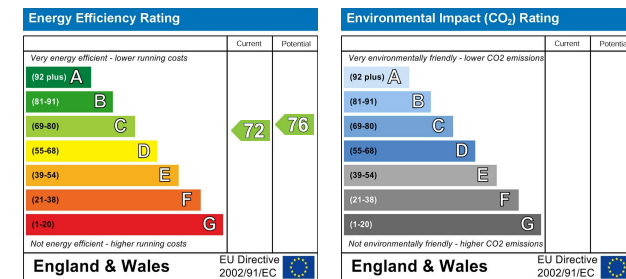 Energy Efficiency Rating
Current Potential
Very energy efficient - lower running costs
(92 plus) A
(81-91) B
(69-80) C
72 76
(55-68) D
(39-54) E
(21-38) F
(1-20) G
Not energy efficient - higher running costs
England & Wales
EU Directive
2002/91/EC
Environmental Impact (CO₂) Rating
Current Potential
Very environmentally friendly - lower CO2 emissions
(92 plus) A
(81-91) B
(69-80) C
(55-68) D
(39-54) E
(21-38) F
(1-20) G
Not environmentally friendly - higher CO2 emissions
England & Wales
EU Directive
2002/91/EC